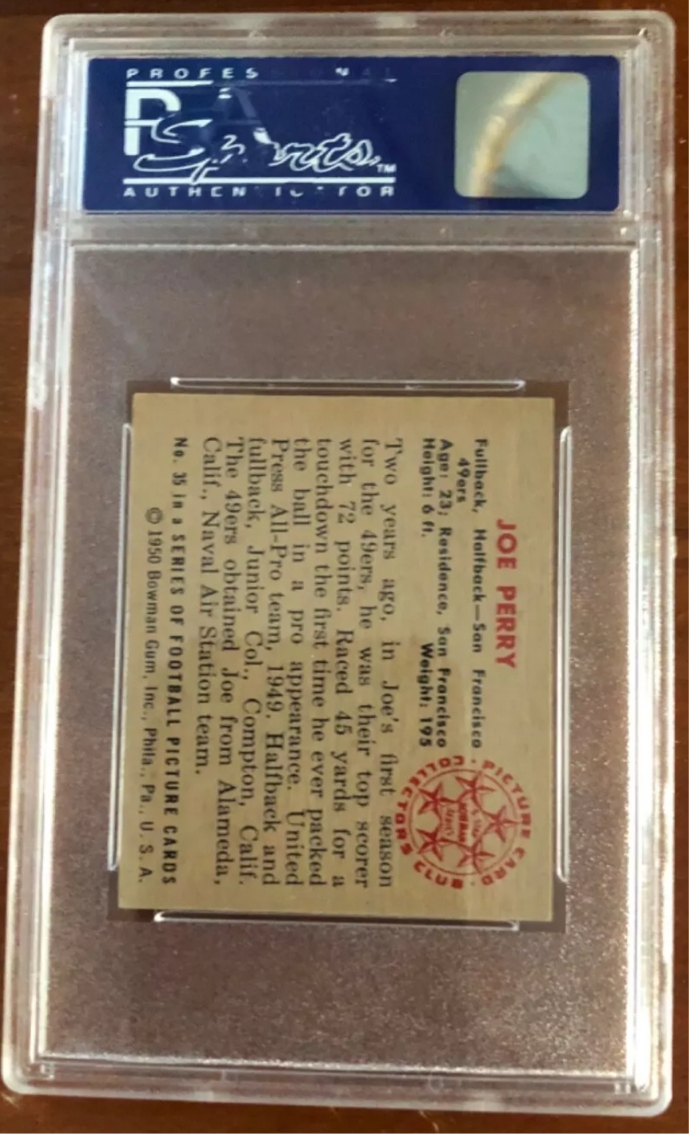 PROFES
Sports
TM
JOE PERRY
Fullback, Halfback—San Francisco
49ers
Age: 23; Residence, San Francisco
Height: 6 ft. Weight: 195
PICTURE CARD COLLECTORS CLUB
Two years ago, in Joe's first season
for the 49ers, he was their top scorer
with 72 points. Raced 45 yards for a
touchdown the first time he ever packed
the ball in a pro appearance. United
Press All-Pro team, 1949. Halfback and
fullback, Junior Col., Compton, Calif.
The 49ers obtained Joe from Alameda,
Calif., Naval Air Station team.
No. 35 in a SERIES OF FOOTBALL PICTURE CARDS
© 1950 Bowman Gum, Inc., Phila., Pa., U. S. A.